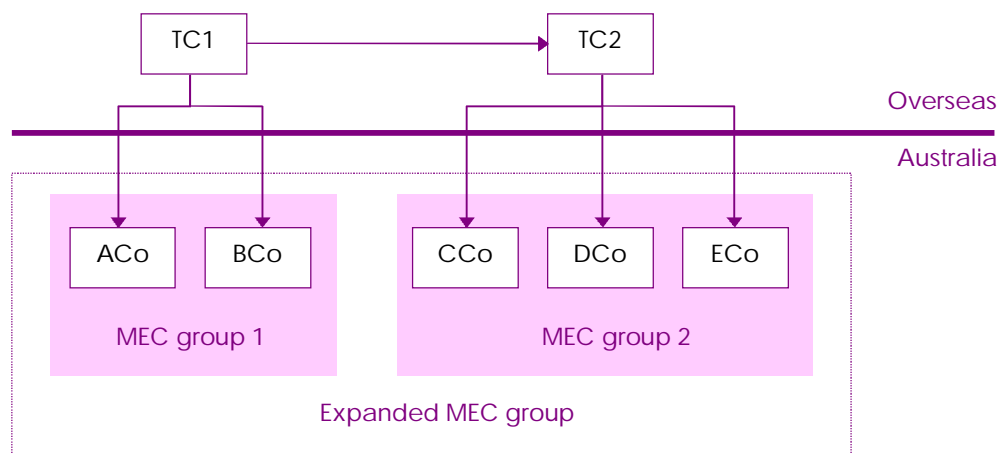 TC1
TC2
Overseas
Australia
ACo
BCo
CCo
DCo
ECo
MEC group 1
MEC group 2
Expanded MEC group